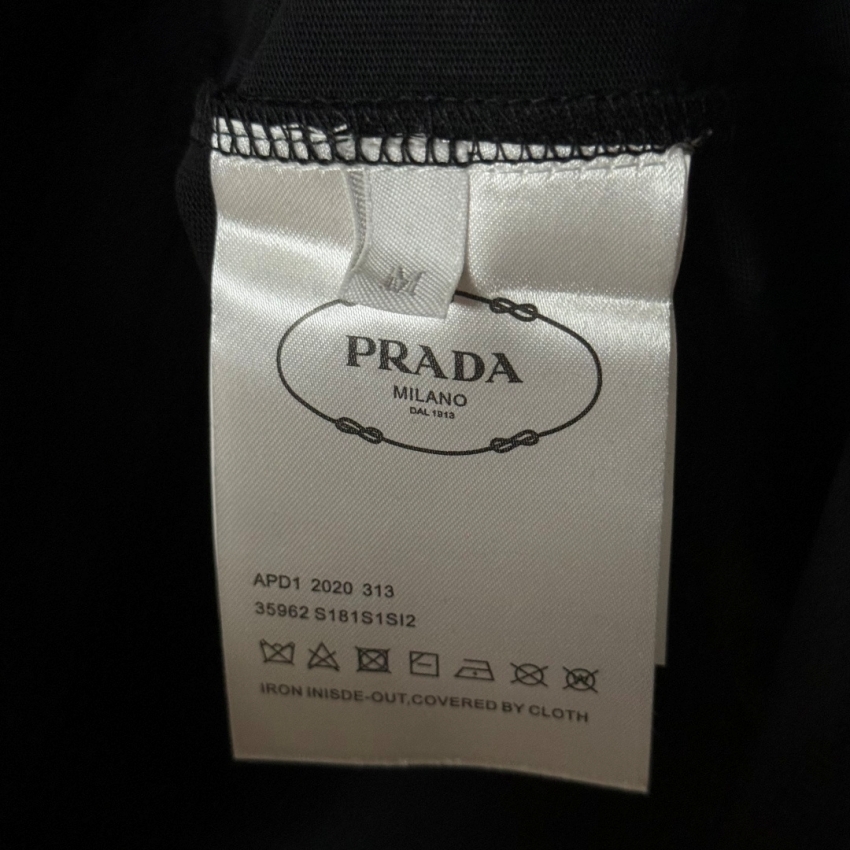 M
PRADA
MILANO
DAL 1913
APD1 2020 313
35962 S181S1SI2
IRON INISDE-OUT,COVERED BY CLOTH